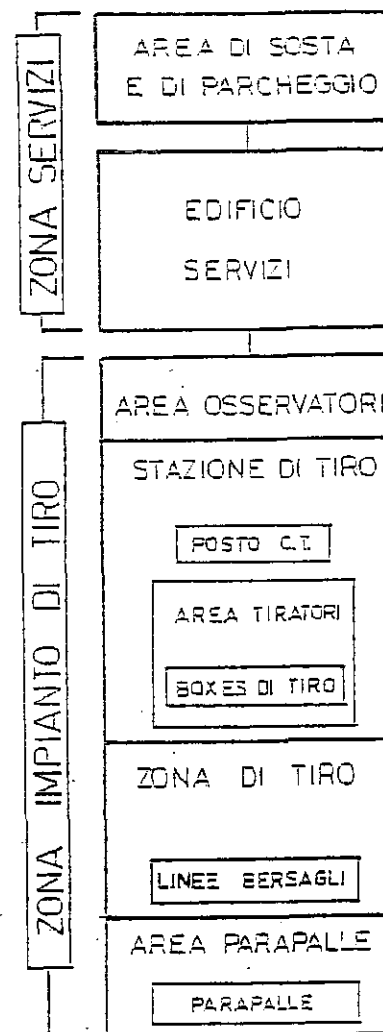 ZONA SERVIZI
AREA DI SOSTA
E DI PARCHEGGIO
EDIFICIO
SERVIZI
ZONA IMPIANTO DI TIRO
AREA OSSERVATORI
STAZIONE DI TIRO
POSTO C.T.
AREA TIRATORI
BOXES DI TIRO
ZONA DI TIRO
LINEE BERSAGLI
AREA PARAPALLE
PARAPALLE